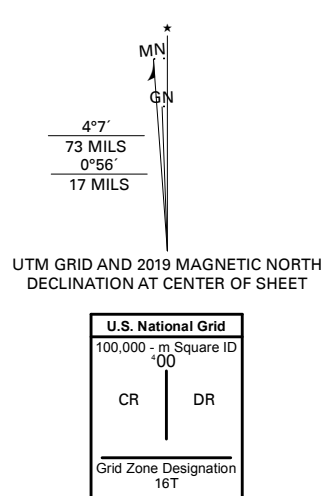 ★
MN
GN
4°7´
73 MILS
0°56´
17 MILS
UTM GRID AND 2019 MAGNETIC NORTH
DECLINATION AT CENTER OF SHEET
U.S. National Grid
100,000 - m Square ID
⁴00
CR DR
Grid Zone Designation
16T